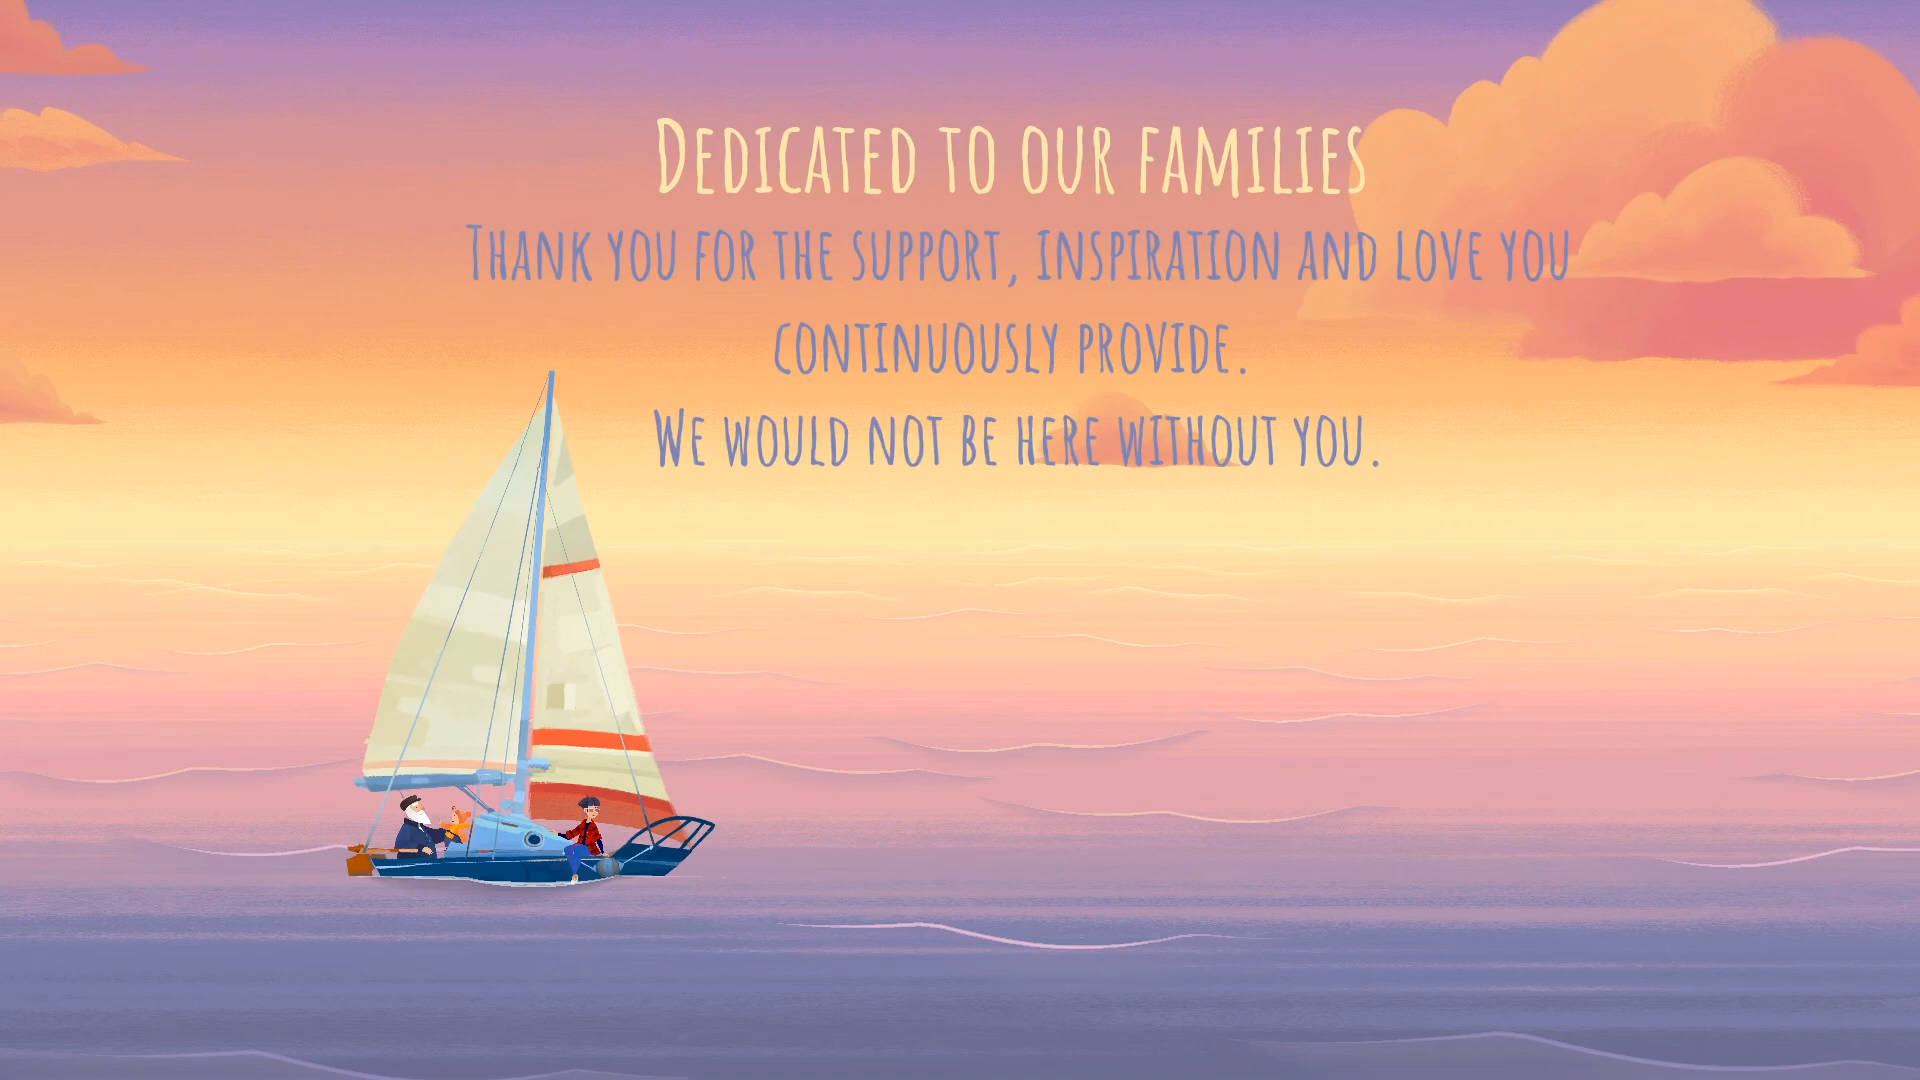 Dedicated to our families
Thank you for the support, inspiration and love you
continuously provide.
We would not be here without you.